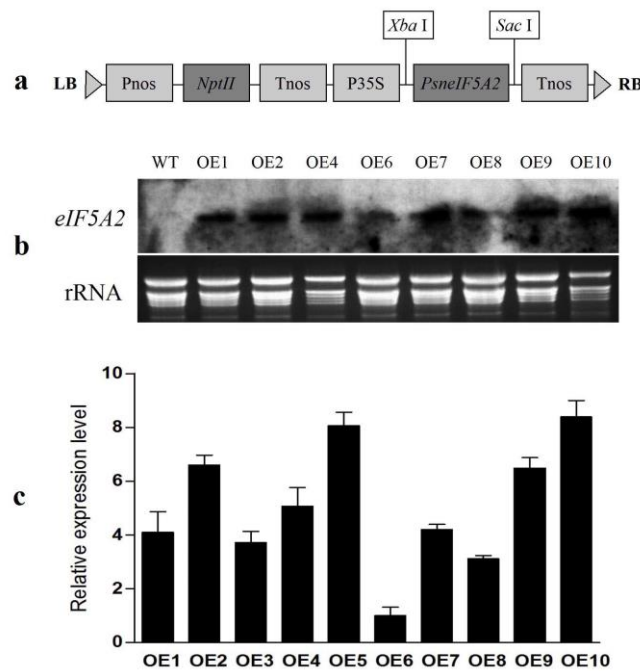 Xba I Sac I
a LB Pnos NptII Tnos P35S PsneIF5A2 Tnos RB
WT OE1 OE2 OE4 OE6 OE7 OE8 OE9 OE10
eIF5A2
b
rRNA
10
8
6
4
2
0
Relative expression level
c
OE1 OE2 OE3 OE4 OE5 OE6 OE7 OE8 OE9 OE10